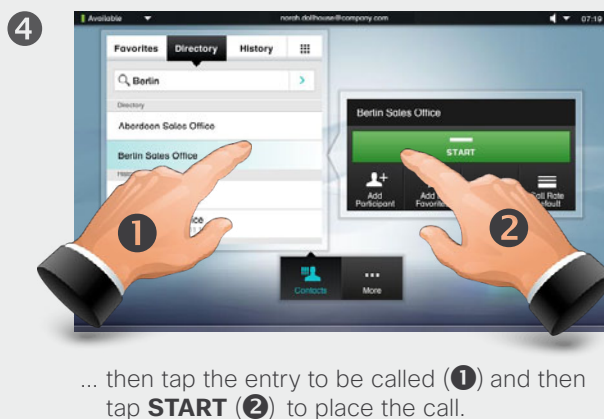 4
Available
norah.dollhouse@company.com
07:19
Favorites Directory History
Berlin
Directory
Aberdeen Sales Office
Berlin Sales Office
Berlin Sales Office
START
Add Participant
Add
Call Rate
1
2
Contacts
More
... then tap the entry to be called (1) and then
tap START (2) to place the call.